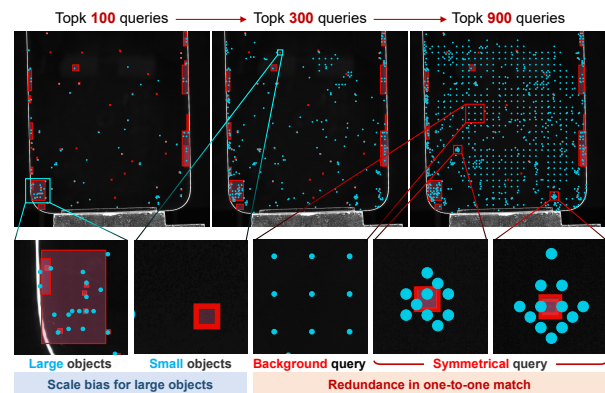 Topk 100 queries
Topk 300 queries
Topk 900 queries
Large objects
Small objects
Background query
Symmetrical query
Scale bias for large objects
Redundance in one-to-one match